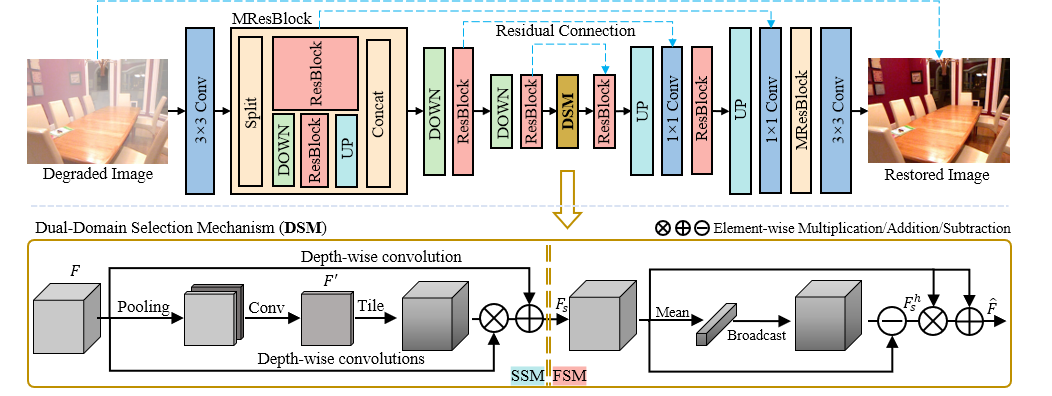 MResBlock
Residual Connection
3×3 Conv
Split
ResBlock
DOWN
ResBlock
UP
Concat
DOWN
ResBlock
DOWN
ResBlock
DSM
ResBlock
UP
1×1 Conv
ResBlock
UP
1×1 Conv
MResBlock
3×3 Conv
Degraded Image
Restored Image
Dual-Domain Selection Mechanism (DSM)
Element-wise Multiplication/Addition/Subtraction
F
Depth-wise convolution
Pooling
Conv
F′
Tile
Depth-wise convolutions
F_s
Mean
Broadcast
F_s^h
F̂
SSM
FSM